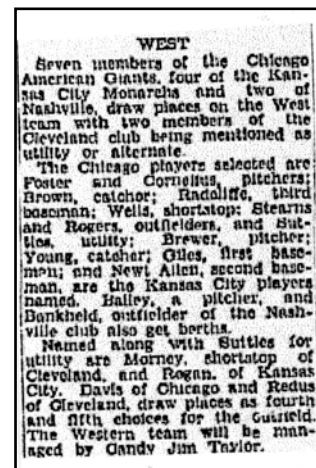 WEST
Seven members of the Chicago
American Giants, four of the Kan-
sas City Monarchs and two of
Nashville, draw places on the West
team with two members of the
Cleveland club being mentioned as
utility or alternate.
The Chicago players selected are
Foster and Cornelius, pitchers;
Brown, catcher; Radcliffe, third
baseman; Wells, shortstop; Stearns
and Rogers, outfielders, and Sut-
tles, utility; Brewer, pitcher;
Young, catcher; Giles, first base-
man; and Newt Allen, second base-
man, are the Kansas City players
named. Bailey, a pitcher, and
Bankheld, outfielder of the Nash-
ville club also get berths.
Named along with Suttles for
utility are Morney, shortstop of
Cleveland, and Rogan, of Kansas
City. Davis of Chicago and Redus
of Cleveland, draw places as fourth
and fifth choices for the outfield.
The Western team will be man-
aged by Candy Jim Taylor.